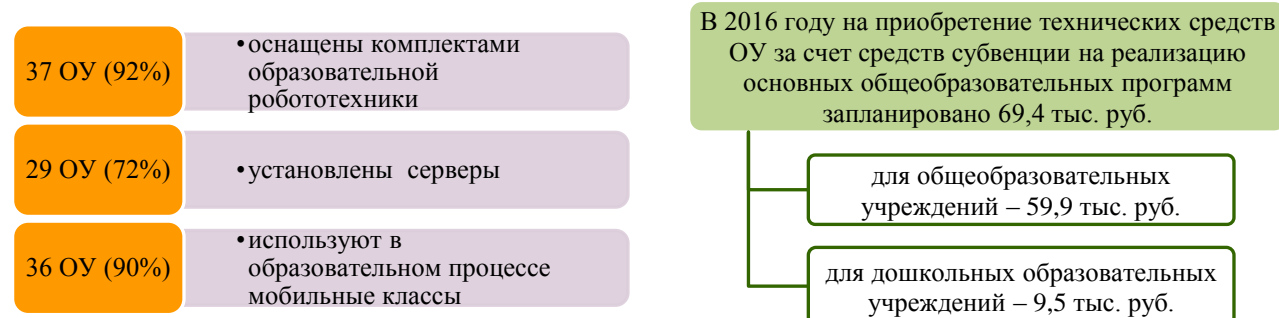 37 ОУ (92%)
•оснащены комплектами
образовательной
робототехники
29 ОУ (72%)
•установлены серверы
36 ОУ (90%)
•используют в
образовательном процессе
мобильные классы
В 2016 году на приобретение технических средств
ОУ за счет средств субвенции на реализацию
основных общеобразовательных программ
запланировано 69,4 тыс. руб.
для общеобразовательных
учреждений – 59,9 тыс. руб.
для дошкольных образовательных
учреждений – 9,5 тыс. руб.